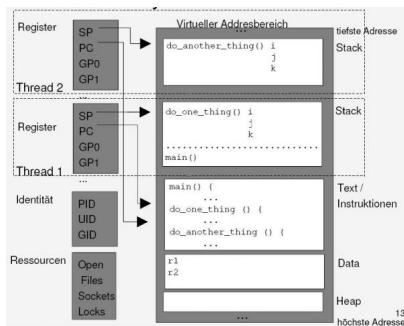 Virtueller Addresbereich
...
tiefste Adresse
Register
SP
PC
GP0
GP1
...
Thread 2
do_another_thing() i
j
k
Stack
...
Register
SP
PC
GP0
GP1
...
Thread 1
do_one_thing() i
j
k
..............................
main()
Stack
Identität
PID
UID
GID
main() {
...
do_one_thing () {
...
do_another_thing () {
...
Text /
Instruktionen
Ressourcen
Open
Files
Sockets
Locks
r1
r2
Data
Heap
...
13
höchste Adresse